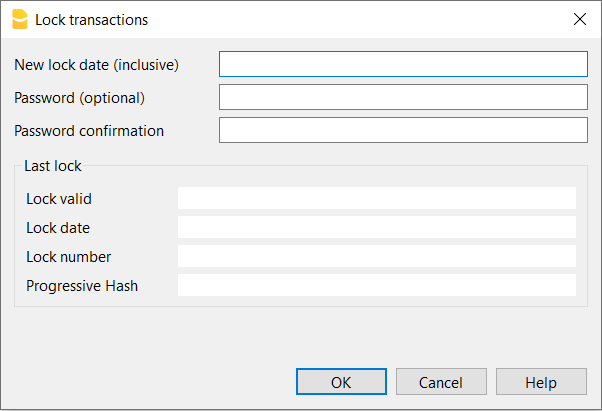 Lock transactions
New lock date (inclusive)
Password (optional)
Password confirmation
Last lock
Lock valid
Lock date
Lock number
Progressive Hash
OK Cancel Help